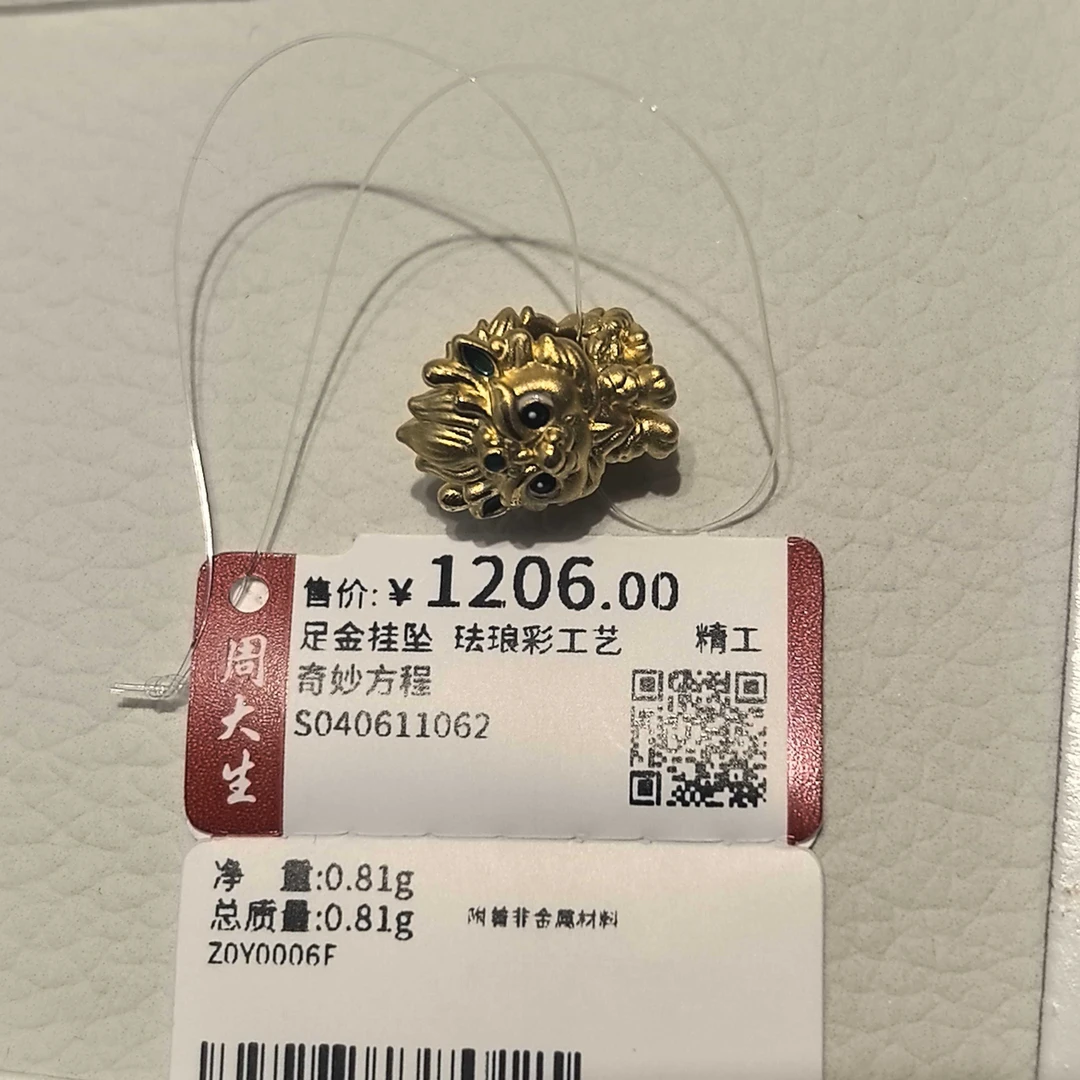 周大生
售价:¥1206.00
足金挂坠 珐琅彩工艺 精工
奇妙方程
S040611062
净 重:0.81g
总质量:0.81g 附着非金属材料
Z0Y0006F